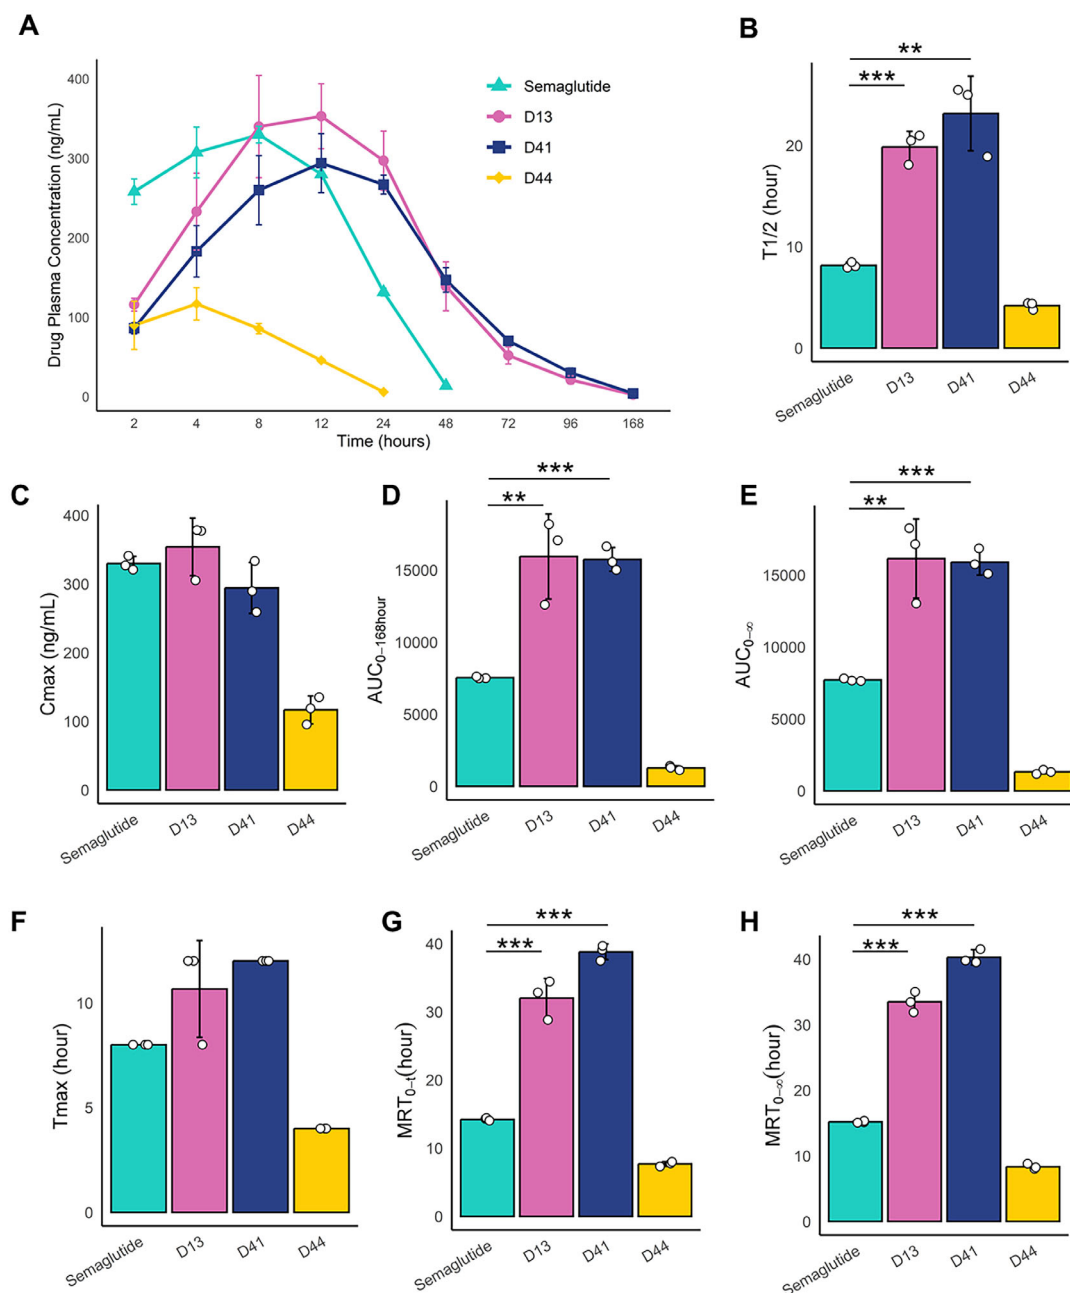 A
Drug Plasma Concentration (ng/mL)
400
300
200
100
0
2 4 8 12 24 48 72 96 168
Time (hours)
Semaglutide
D13
D41
D44
B
**
***
T1/2 (hour)
20
10
0
Semaglutide D13 D41 D44
C
Cmax (ng/mL)
400
300
200
100
0
Semaglutide D13 D41 D44
D
***
**
AUC0−168hour
15000
10000
5000
0
Semaglutide D13 D41 D44
E
***
**
AUC0−∞
15000
10000
5000
0
Semaglutide D13 D41 D44
F
Tmax (hour)
10
5
0
Semaglutide D13 D41 D44
G
***
***
MRT0−t(hour)
40
30
20
10
0
Semaglutide D13 D41 D44
H
***
***
MRT0−∞(hour)
40
30
20
10
0
Semaglutide D13 D41 D44